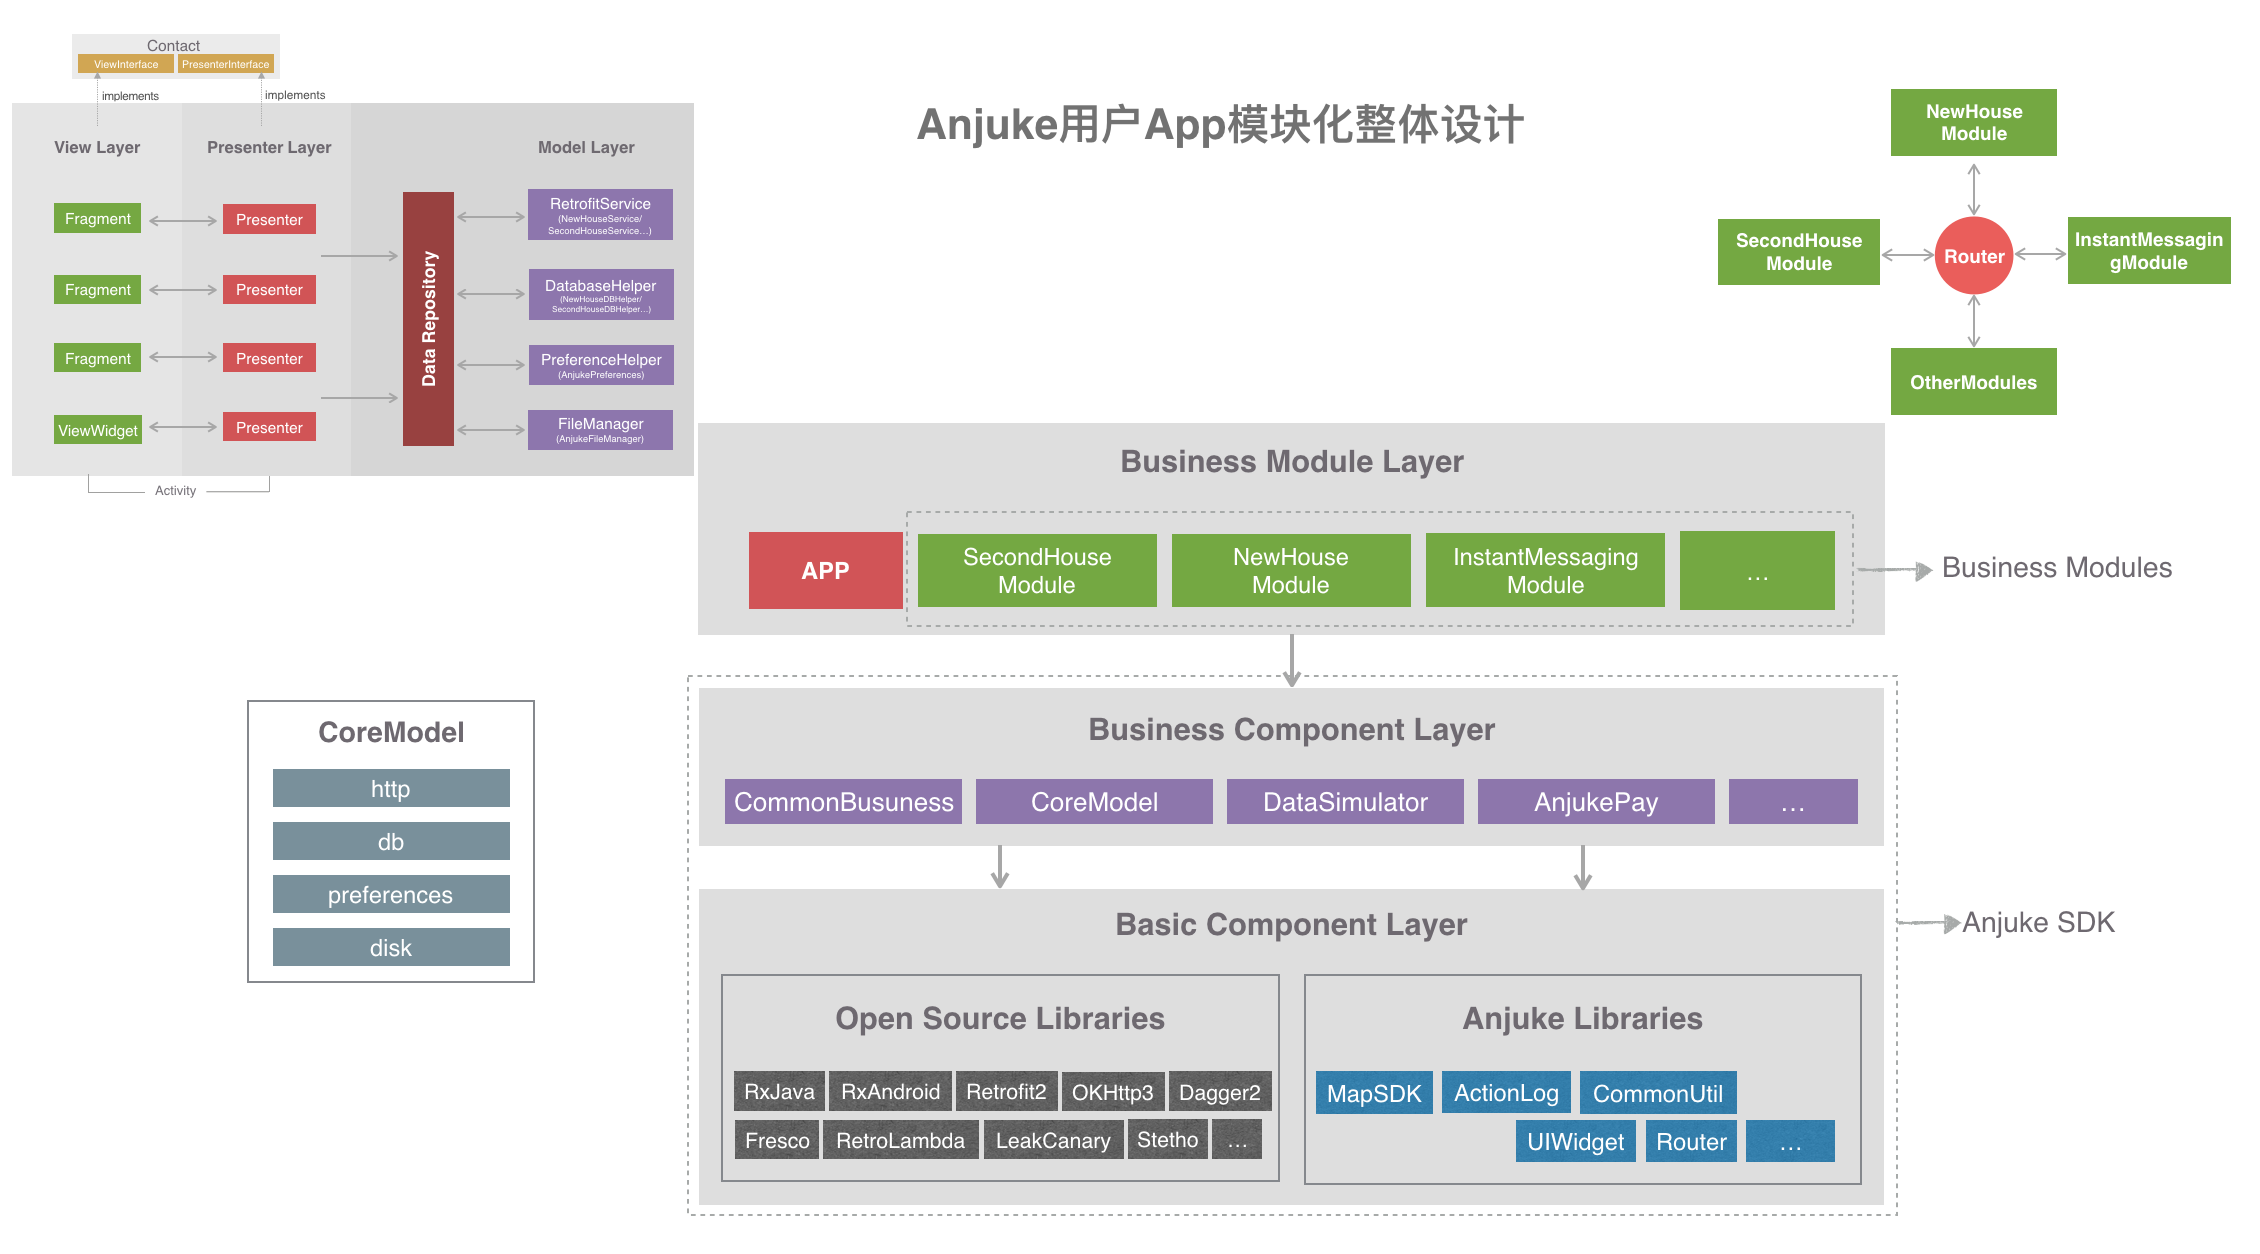 Contact
ViewInterface
PresenterInterface
implements
implements
View Layer
Presenter Layer
Model Layer
Fragment
Presenter
Fragment
Presenter
Fragment
Presenter
ViewWidget
Presenter
Data Repository
RetrofitService
(NewHouseService/
SecondHouseService...)
DatabaseHelper
(NewHouseDBHelper/
SecondHouseDBHelper...)
PreferenceHelper
(AnjukePreferences)
FileManager
(AnjukeFileManager)
Activity
Anjuke用户App模块化整体设计
NewHouse
Module
SecondHouse
Module
Router
InstantMessagin
gModule
OtherModules
Business Module Layer
APP
SecondHouse
Module
NewHouse
Module
InstantMessaging
Module
...
Business Modules
CoreModel
http
db
preferences
disk
Business Component Layer
CommonBusuness
CoreModel
DataSimulator
AnjukePay
...
Basic Component Layer
Anjuke SDK
Open Source Libraries
RxJava
RxAndroid
Retrofit2
OKHttp3
Dagger2
Fresco
RetroLambda
LeakCanary
Stetho
...
Anjuke Libraries
MapSDK
ActionLog
CommonUtil
UIWidget
Router
...